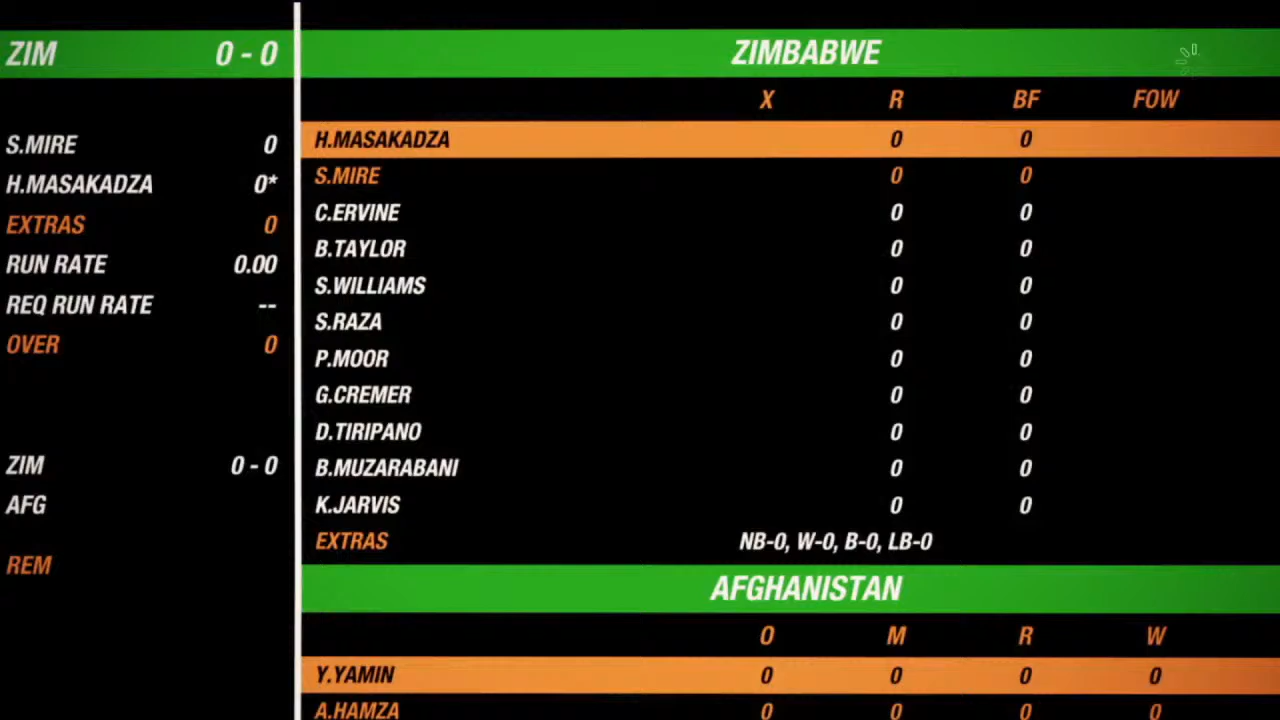 ZIM 0 - 0
S.MIRE 0
H.MASAKADZA 0*
EXTRAS 0
RUN RATE 0.00
REQ RUN RATE --
OVER 0
ZIM 0 - 0
AFG
REM
ZIMBABWE
X R BF FOW
H.MASAKADZA 0 0
S.MIRE 0 0
C.ERVINE 0 0
B.TAYLOR 0 0
S.WILLIAMS 0 0
S.RAZA 0 0
P.MOOR 0 0
G.CREMER 0 0
D.TIRIPANO 0 0
B.MUZARABANI 0 0
K.JARVIS 0 0
EXTRAS NB-0, W-0, B-0, LB-0
AFGHANISTAN
O M R W
Y.YAMIN 0 0 0 0
A.HAMZA 0 0 0 0